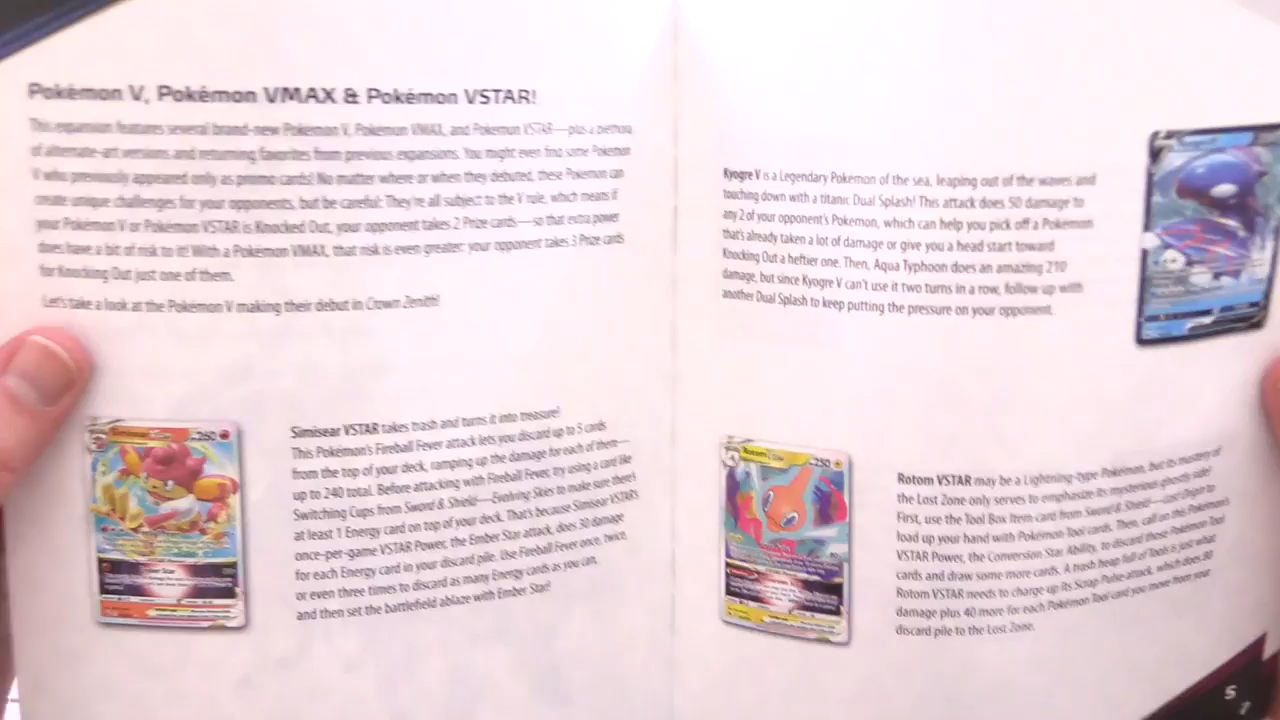 Pokémon V, Pokémon VMAX & Pokémon VSTAR!
This expansion features several brand-new Pokémon V, Pokémon VMAX, and Pokémon VSTAR—plus a plethora
of alternate-art versions and returning favorites from previous expansions. You might even find some Pokémon
V who previously appeared only as promo cards! No matter where or when they debuted, these Pokémon can
create unique challenges for your opponents, but be careful: They're all subject to the V rule, which means if
your Pokémon V or Pokémon VSTAR is Knocked Out, your opponent takes 2 Prize cards—so that extra power
does have a bit of risk to it! With a Pokémon VMAX, that risk is even greater: your opponent takes 3 Prize cards
for Knocking Out just one of them.
Let's take a look at the Pokémon V making their debut in Crown Zenith!
260
Simisear VSTAR takes trash and turns it into treasure!
This Pokémon's Fireball Fever attack lets you discard up to 5 cards
from the top of your deck, ramping up the damage for each of them—
up to 240 total. Before attacking with Fireball Fever, try using a card like
Switching Cups from Sword & Shield—Evolving Skies to make sure there's
at least 1 Energy card on top of your deck. That's because Simisear VSTAR's
once-per-game VSTAR Power, the Ember Star attack, does 30 damage
for each Energy card in your discard pile. Use Fireball Fever once, twice,
or even three times to discard as many Energy cards as you can,
and then set the battlefield ablaze with Ember Star!
Kyogre V is a Legendary Pokémon of the sea, leaping out of the waves and
touching down with a titanic Dual Splash! This attack does 50 damage to
any 2 of your opponent's Pokémon, which can help you pick off a Pokémon
that's already taken a lot of damage or give you a head start toward
Knocking Out a heftier one. Then, Aqua Typhoon does an amazing 210
damage, but since Kyogre V can't use it two turns in a row, follow up with
another Dual Splash to keep putting the pressure on your opponent.
Rotom
250
Rotom VSTAR may be a Lightning-type Pokémon, but its mastery of
the Lost Zone only serves to emphasize its mysterious ghostly side!
First, use the Tool Box Item card from Sword & Shield—Lost Origin to
load up your hand with Pokémon Tool cards. Then, call on this Pokémon's
VSTAR Power, the Conversion Star Ability, to discard those Pokémon Tool
cards and draw some more cards. A trash heap full of Tools is just what
Rotom VSTAR needs to charge up its Scrap Pulse attack, which does 80
damage plus 40 more for each Pokémon Tool card you move from your
discard pile to the Lost Zone.
5
7